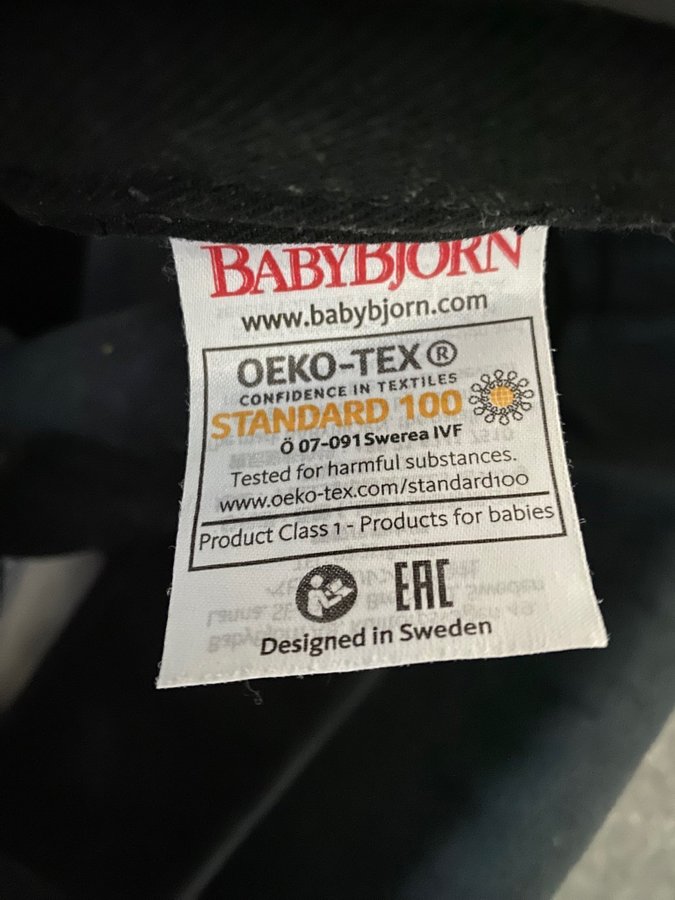 BABYBJÖRN
www.babybjorn.com
OEKO-TEX®
CONFIDENCE IN TEXTILES
STANDARD 100
Ö 07-091 Swerea IVF
Tested for harmful substances.
www.oeko-tex.com/standard100
Product Class 1 - Products for babies
EAC
Designed in Sweden